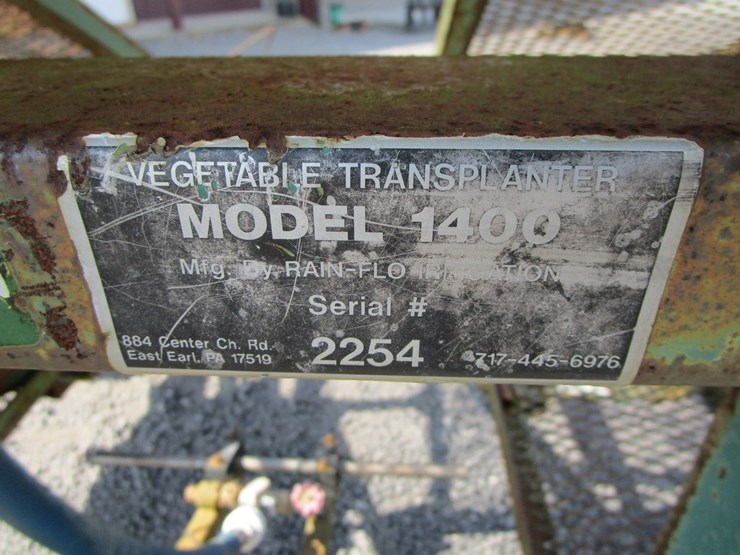 VEGETABLE TRANSPLANTER
MODEL 1400
Mfg. By RAIN-FLO IRRIGATION
Serial #
2254
884 Center Ch. Rd.
East Earl, PA 17519
717-445-6976